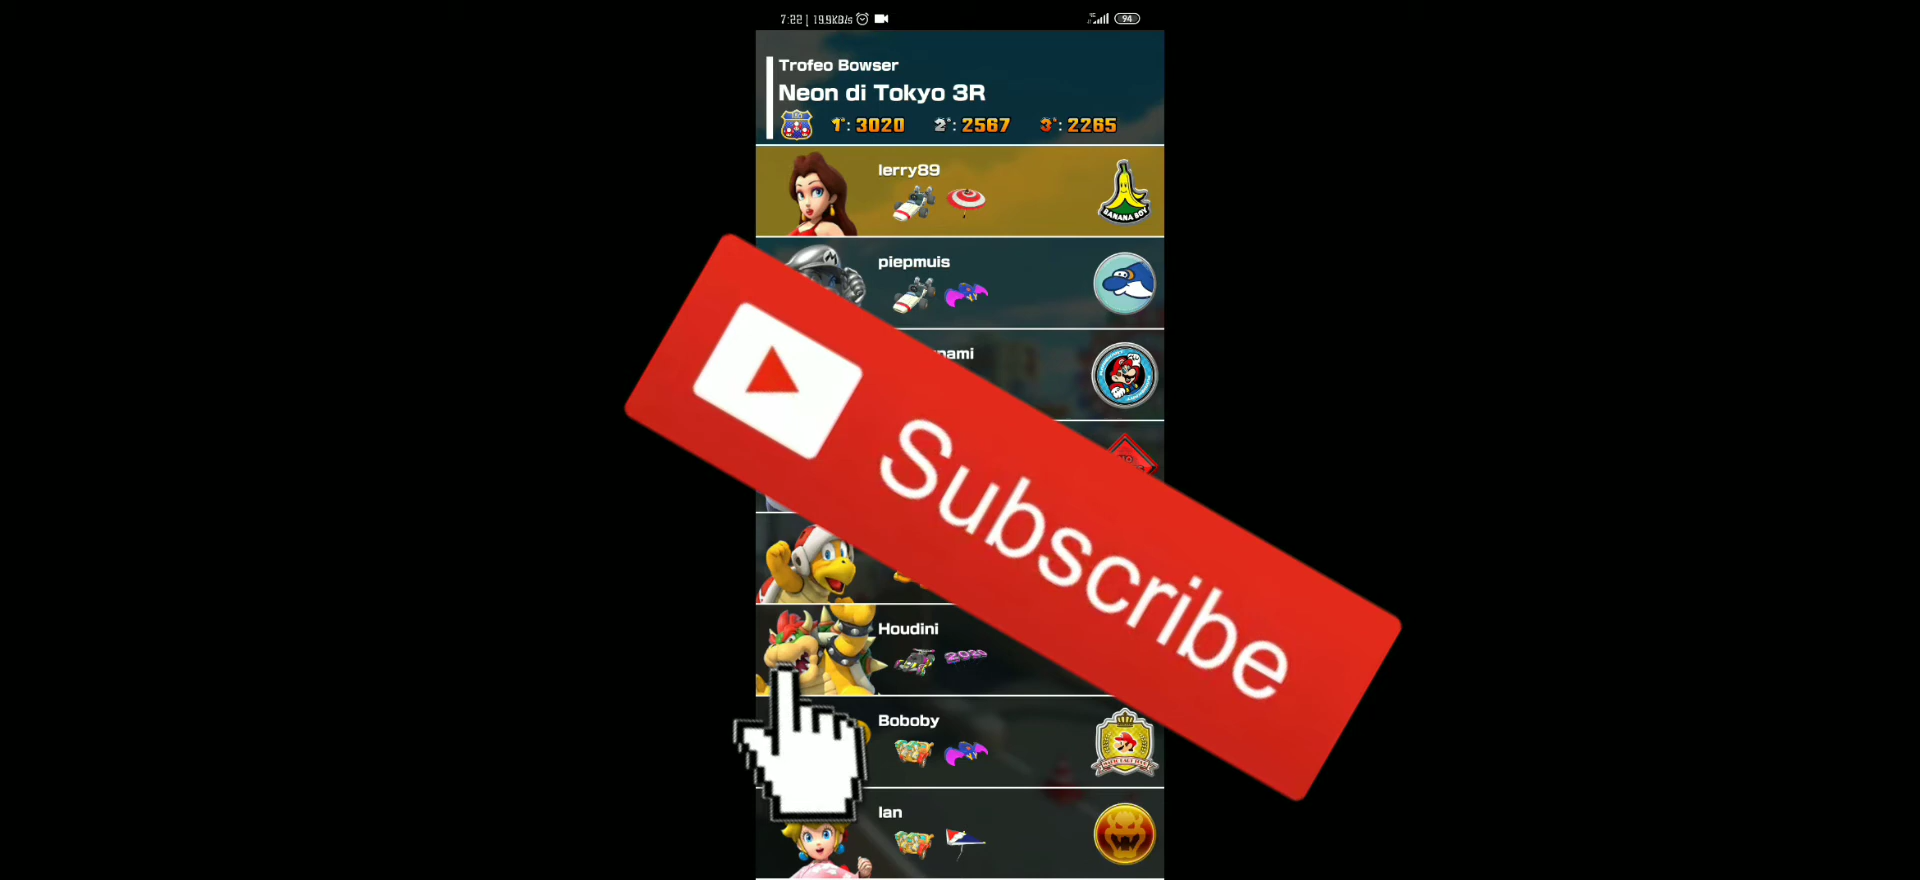 7:22 | 19.9KB/s
94
Trofeo Bowser
Neon di Tokyo 3R
1°: 3020 2°: 2567 3°: 2265
lerry89
BANANA BOY
piepmuis
nami
Subscribe
Houdini
2020
Boboby
Ian